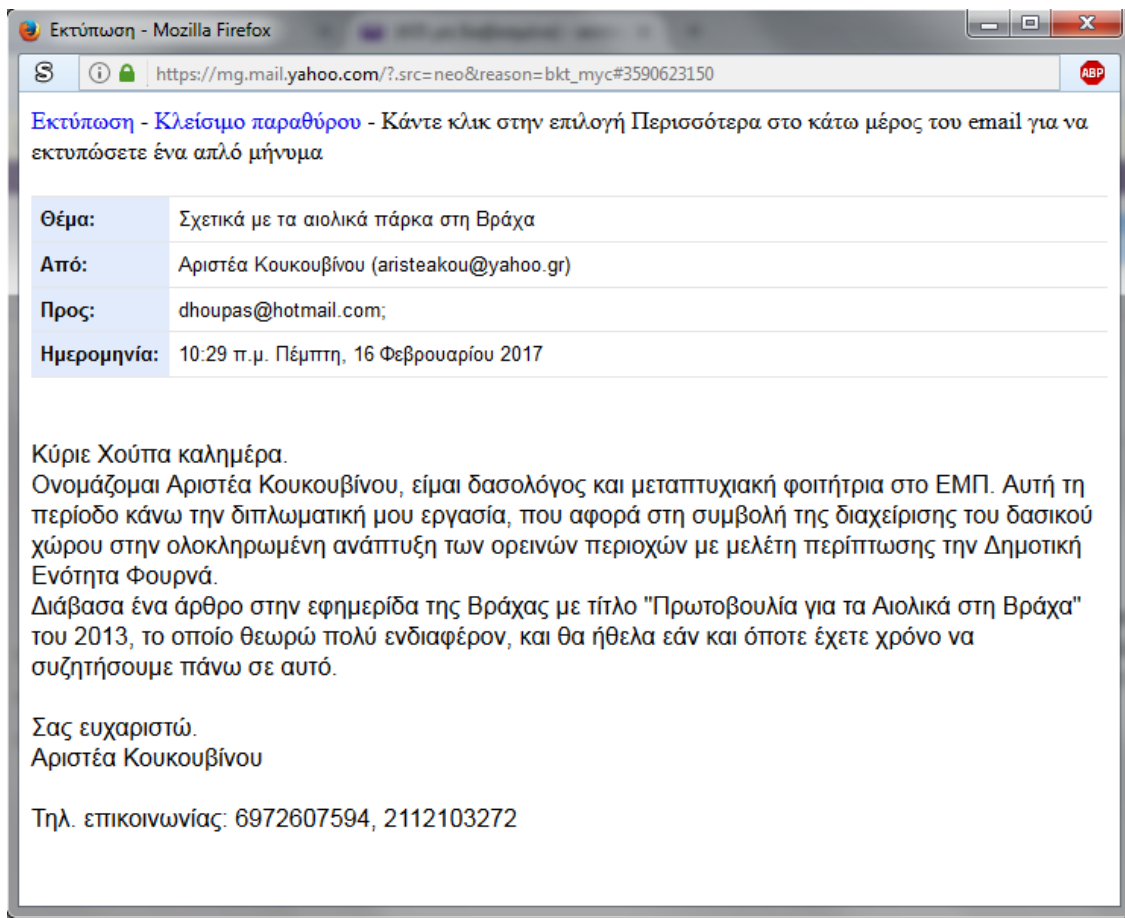 Εκτύπωση - Mozilla Firefox
S https://mg.mail.yahoo.com/?.src=neo&reason=bkt_myc#3590623150 ABP
Εκτύπωση - Κλείσιμο παραθύρου - Κάντε κλικ στην επιλογή Περισσότερα στο κάτω μέρος του email για να
εκτυπώσετε ένα απλό μήνυμα
Θέμα: Σχετικά με τα αιολικά πάρκα στη Βράχα
Από: Αριστέα Κουκουβίνου (aristeakou@yahoo.gr)
Προς: dhoupas@hotmail.com;
Ημερομηνία: 10:29 π.μ. Πέμπτη, 16 Φεβρουαρίου 2017
Κύριε Χούπα καλημέρα.
Ονομάζομαι Αριστέα Κουκουβίνου, είμαι δασολόγος και μεταπτυχιακή φοιτήτρια στο ΕΜΠ. Αυτή τη
περίοδο κάνω την διπλωματική μου εργασία, που αφορά στη συμβολή της διαχείρισης του δασικού
χώρου στην ολοκληρωμένη ανάπτυξη των ορεινών περιοχών με μελέτη περίπτωσης την Δημοτική
Ενότητα Φουρνά.
Διάβασα ένα άρθρο στην εφημερίδα της Βράχας με τίτλο "Πρωτοβουλία για τα Αιολικά στη Βράχα"
του 2013, το οποίο θεωρώ πολύ ενδιαφέρον, και θα ήθελα εάν και όποτε έχετε χρόνο να
συζητήσουμε πάνω σε αυτό.
Σας ευχαριστώ.
Αριστέα Κουκουβίνου
Τηλ. επικοινωνίας: 6972607594, 2112103272